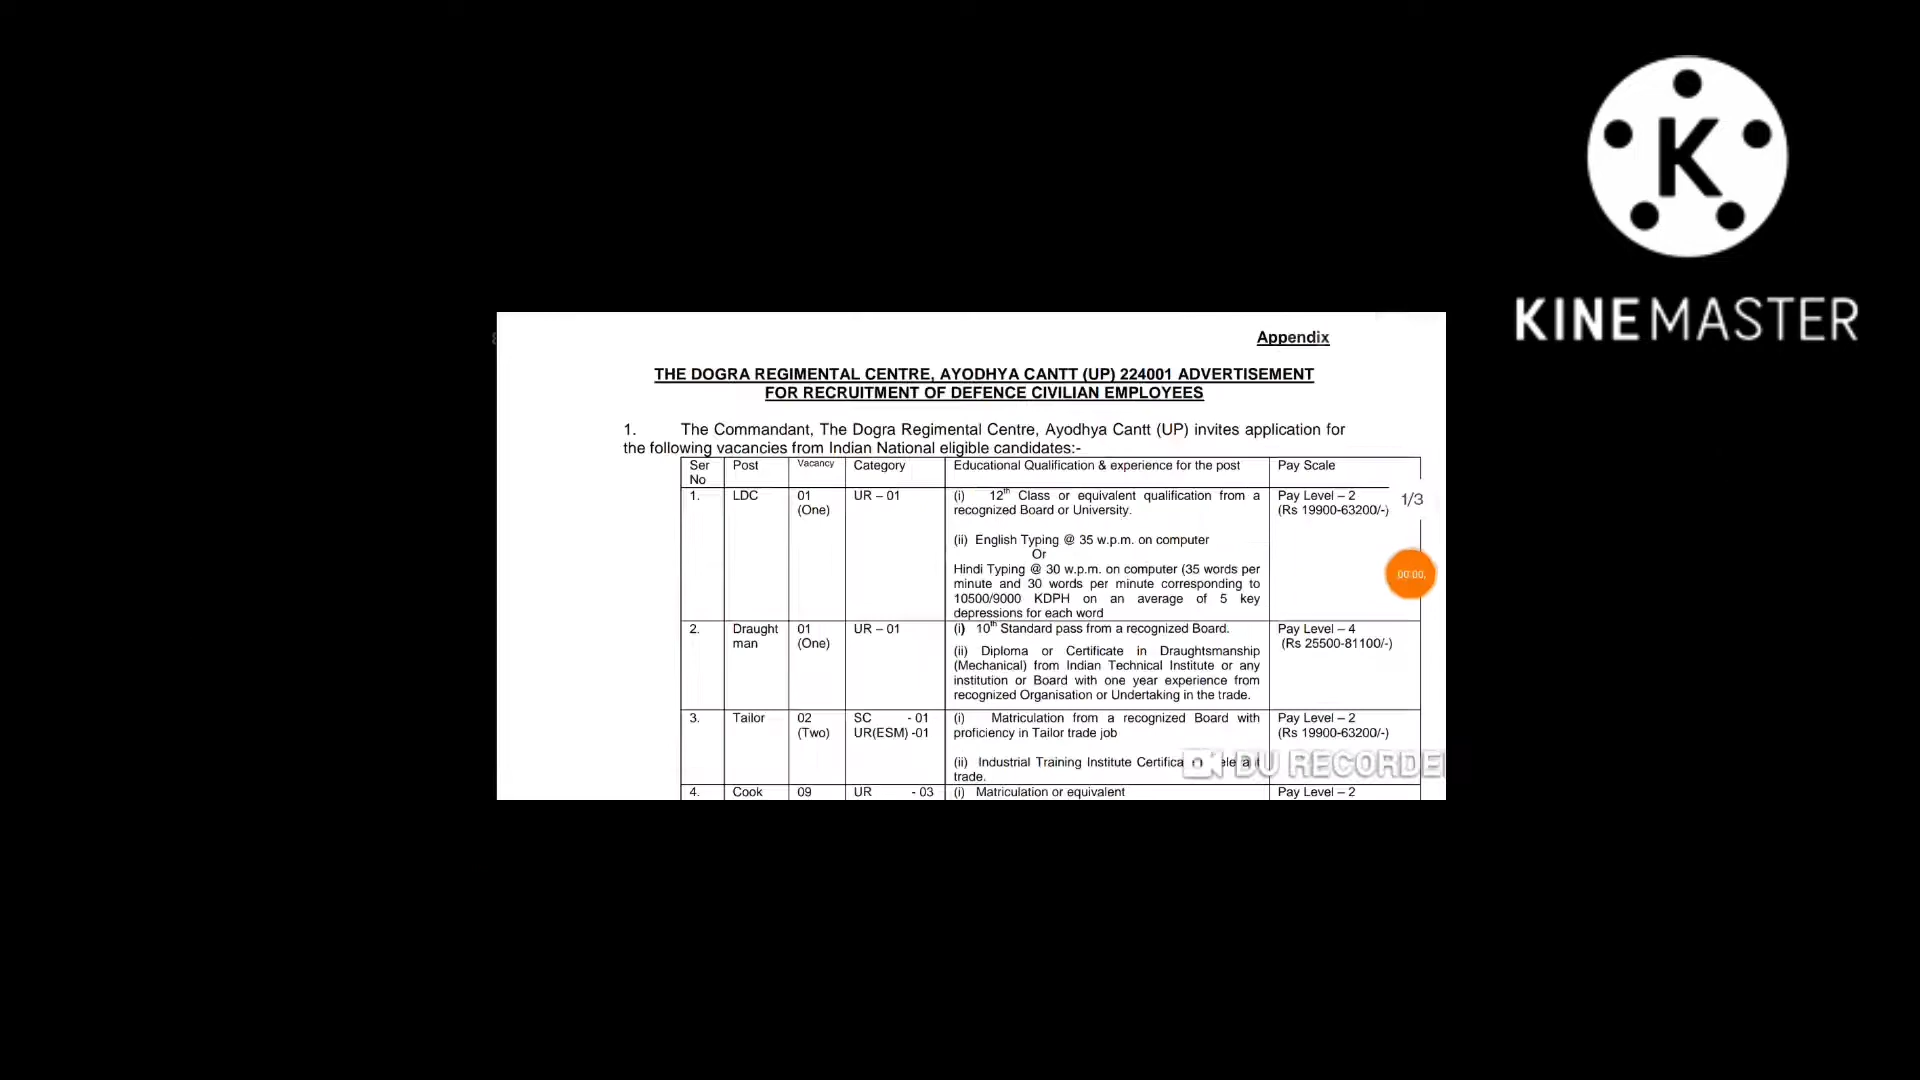 K
KINEMASTER
Appendix
THE DOGRA REGIMENTAL CENTRE, AYODHYA CANTT (UP) 224001 ADVERTISEMENT
FOR RECRUITMENT OF DEFENCE CIVILIAN EMPLOYEES
1. The Commandant, The Dogra Regimental Centre, Ayodhya Cantt (UP) invites application for
the following vacancies from Indian National eligible candidates:-
Ser No Post Vacancy Category Educational Qualification & experience for the post Pay Scale
1. LDC 01 (One) UR – 01 (i) 12th Class or equivalent qualification from a Pay Level – 2
recognized Board or University. (Rs 19900-63200/-)
1/3
(ii) English Typing @ 35 w.p.m. on computer
Or
Hindi Typing @ 30 w.p.m. on computer (35 words per
minute and 30 words per minute corresponding to
10500/9000 KDPH on an average of 5 key
depressions for each word
00:00,
2. Draught man 01 (One) UR – 01 (i) 10th Standard pass from a recognized Board. Pay Level – 4
(Rs 25500-81100/-)
(ii) Diploma or Certificate in Draughtsmanship
(Mechanical) from Indian Technical Institute or any
institution or Board with one year experience from
recognized Organisation or Undertaking in the trade.
3. Tailor 02 (Two) SC - 01 (i) Matriculation from a recognized Board with Pay Level – 2
UR(ESM) -01 proficiency in Tailor trade job (Rs 19900-63200/-)
(ii) Industrial Training Institute
trade.
DU RECORDE
4. Cook 09 UR - 03 (i) Matriculation or equivalent Pay Level – 2